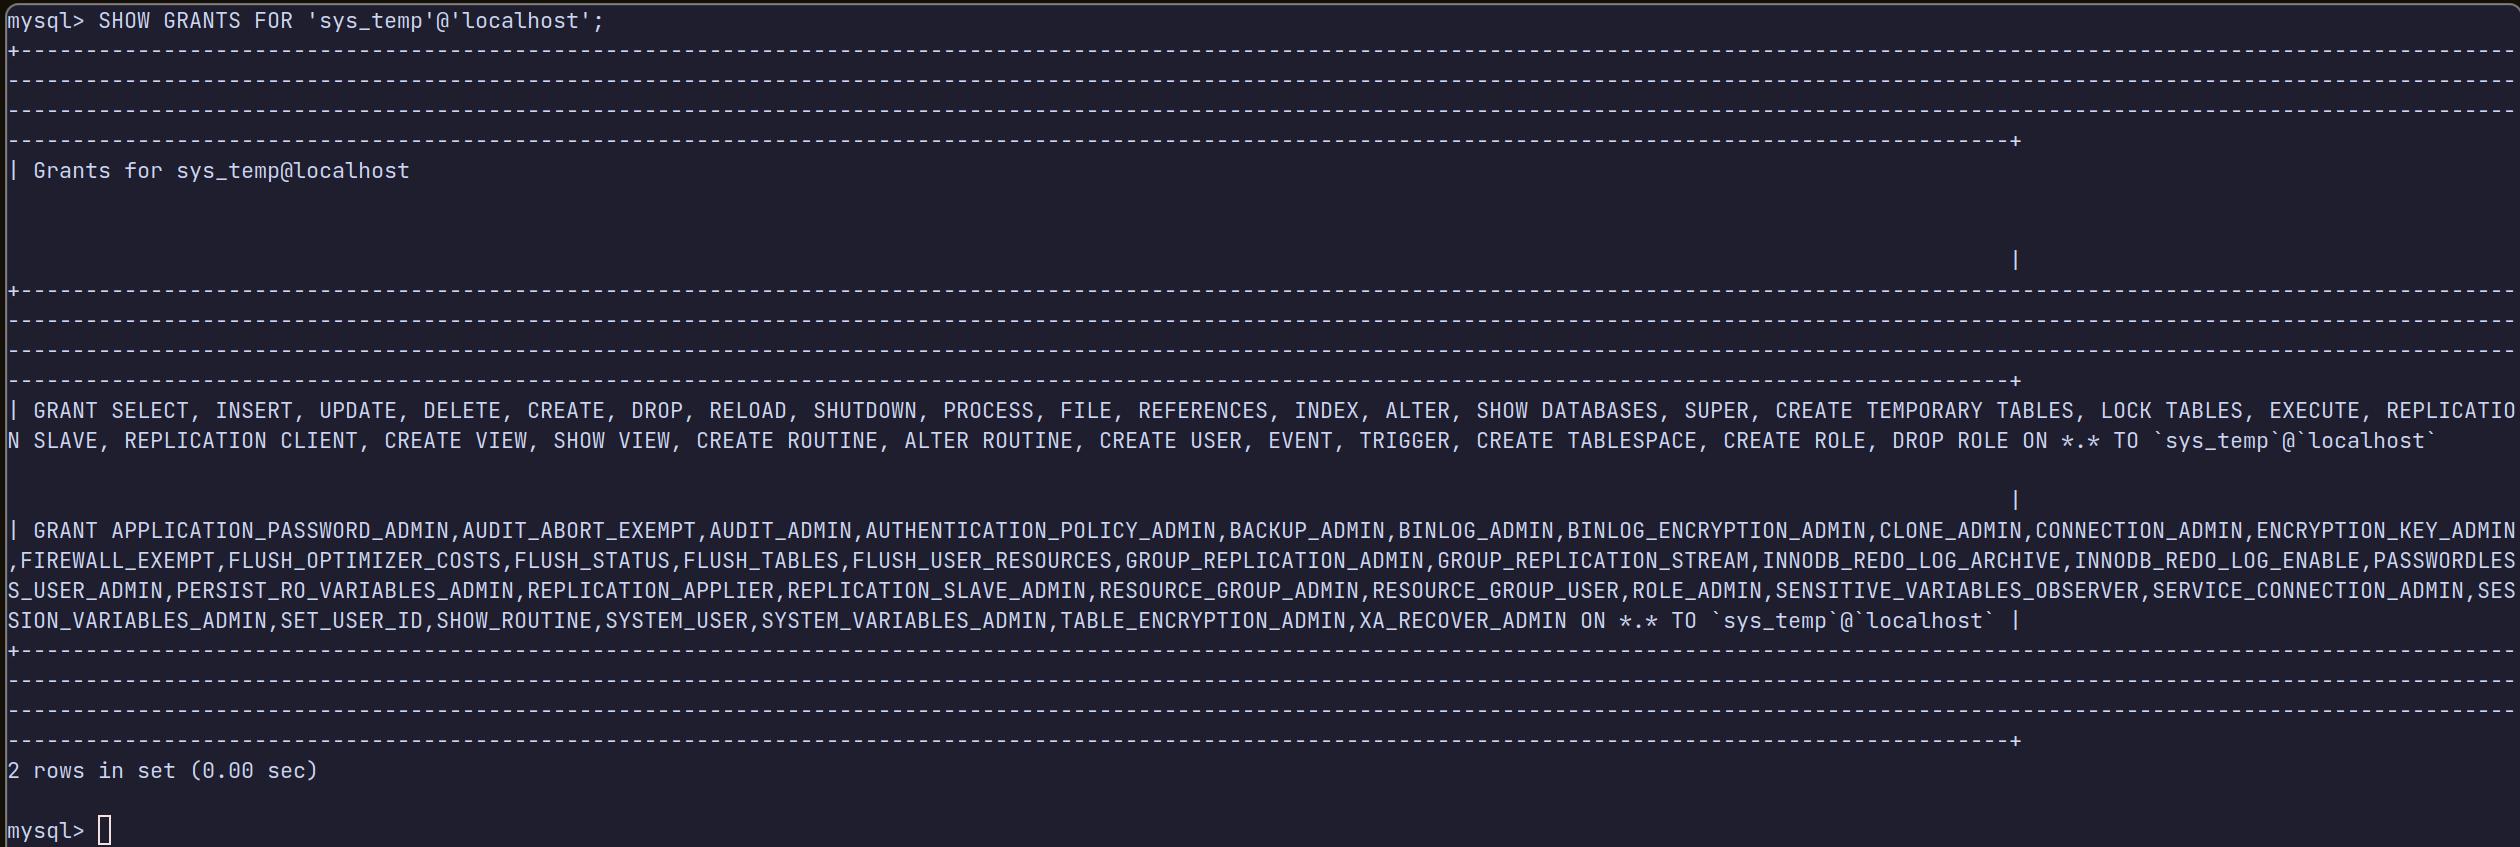 mysql> SHOW GRANTS FOR 'sys_temp'@'localhost';
| Grants for sys_temp@localhost
|
| GRANT SELECT, INSERT, UPDATE, DELETE, CREATE, DROP, RELOAD, SHUTDOWN, PROCESS, FILE, REFERENCES, INDEX, ALTER, SHOW DATABASES, SUPER, CREATE TEMPORARY TABLES, LOCK TABLES, EXECUTE, REPLICATIO
N SLAVE, REPLICATION CLIENT, CREATE VIEW, SHOW VIEW, CREATE ROUTINE, ALTER ROUTINE, CREATE USER, EVENT, TRIGGER, CREATE TABLESPACE, CREATE ROLE, DROP ROLE ON *.* TO `sys_temp`@`localhost`
|
| GRANT APPLICATION_PASSWORD_ADMIN,AUDIT_ABORT_EXEMPT,AUDIT_ADMIN,AUTHENTICATION_POLICY_ADMIN,BACKUP_ADMIN,BINLOG_ADMIN,BINLOG_ENCRYPTION_ADMIN,CLONE_ADMIN,CONNECTION_ADMIN,ENCRYPTION_KEY_ADMIN
,FIREWALL_EXEMPT,FLUSH_OPTIMIZER_COSTS,FLUSH_STATUS,FLUSH_TABLES,FLUSH_USER_RESOURCES,GROUP_REPLICATION_ADMIN,GROUP_REPLICATION_STREAM,INNODB_REDO_LOG_ARCHIVE,INNODB_REDO_LOG_ENABLE,PASSWORDLES
S_USER_ADMIN,PERSIST_RO_VARIABLES_ADMIN,REPLICATION_APPLIER,REPLICATION_SLAVE_ADMIN,RESOURCE_GROUP_ADMIN,RESOURCE_GROUP_USER,ROLE_ADMIN,SENSITIVE_VARIABLES_OBSERVER,SERVICE_CONNECTION_ADMIN,SES
SION_VARIABLES_ADMIN,SET_USER_ID,SHOW_ROUTINE,SYSTEM_USER,SYSTEM_VARIABLES_ADMIN,TABLE_ENCRYPTION_ADMIN,XA_RECOVER_ADMIN ON *.* TO `sys_temp`@`localhost` |
2 rows in set (0.00 sec)
mysql>